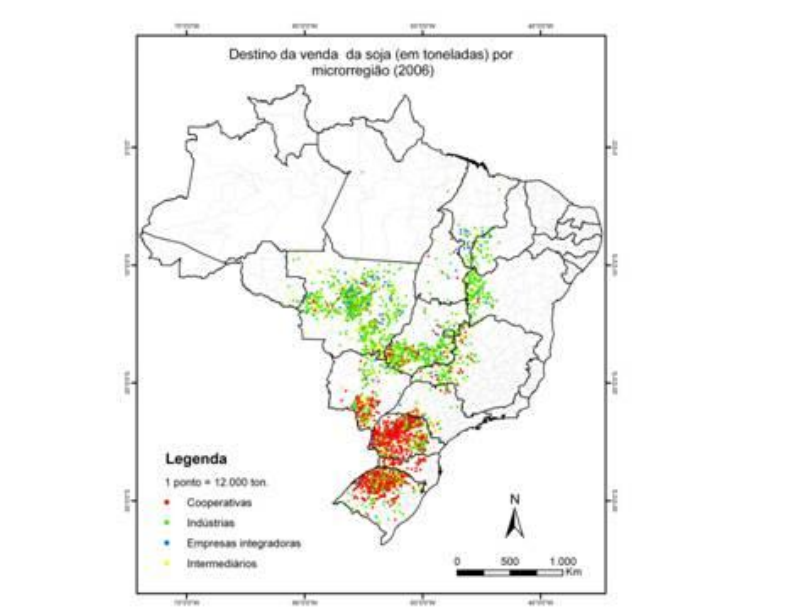 Destino da venda da soja (em toneladas) por
microrregião (2006)
Legenda
1 ponto = 12.000 ton.
Cooperativas
Indústrias
Empresas integradoras
Intermediários
N
0 500 1.000
Km